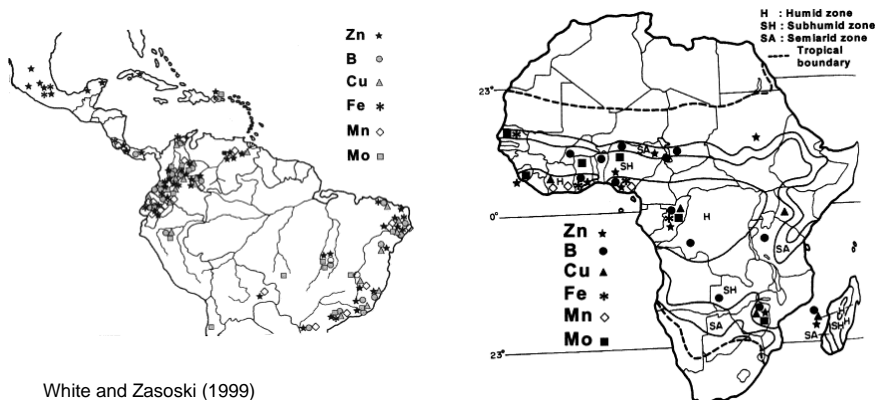 Zn ★
B ●
Cu ▲
Fe ✱
Mn ◇
Mo ■
White and Zasoski (1999)
H : Humid zone
SH : Subhumid zone
SA : Semiarid zone
--- Tropical
boundary
23°
SA
SH
H
0°
H
SA
Zn ★
B ●
Cu ▲
Fe ✱
Mn ◇
Mo ■
SH
SA
SA
SH
H
23°